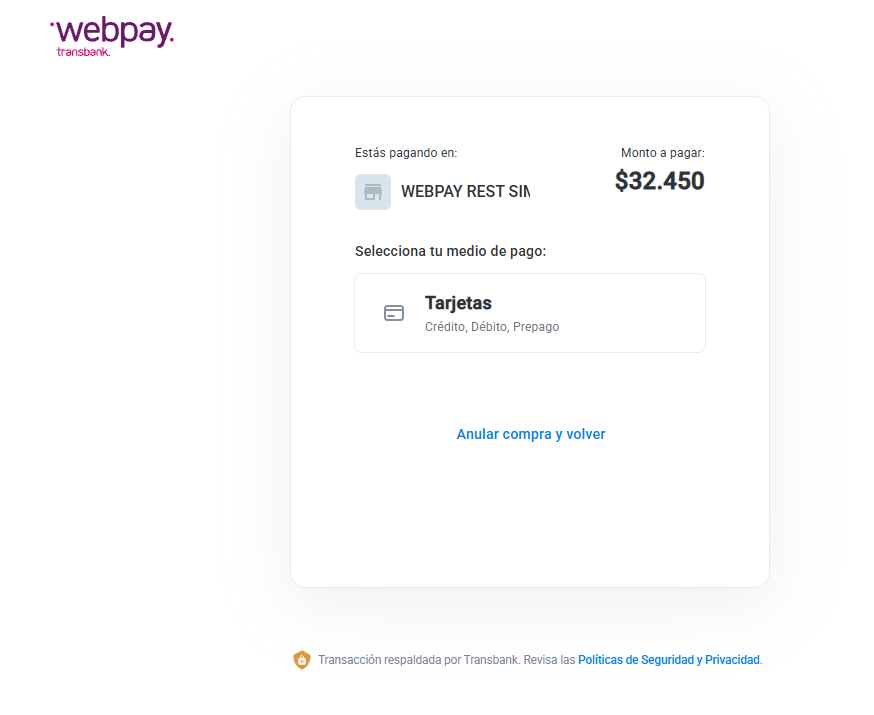 webpay.
transbank.
Estás pagando en:
Monto a pagar:
WEBPAY REST SIM
$32.450
Selecciona tu medio de pago:
Tarjetas
Crédito, Débito, Prepago
Anular compra y volver
Transacción respaldada por Transbank. Revisa las Políticas de Seguridad y Privacidad.